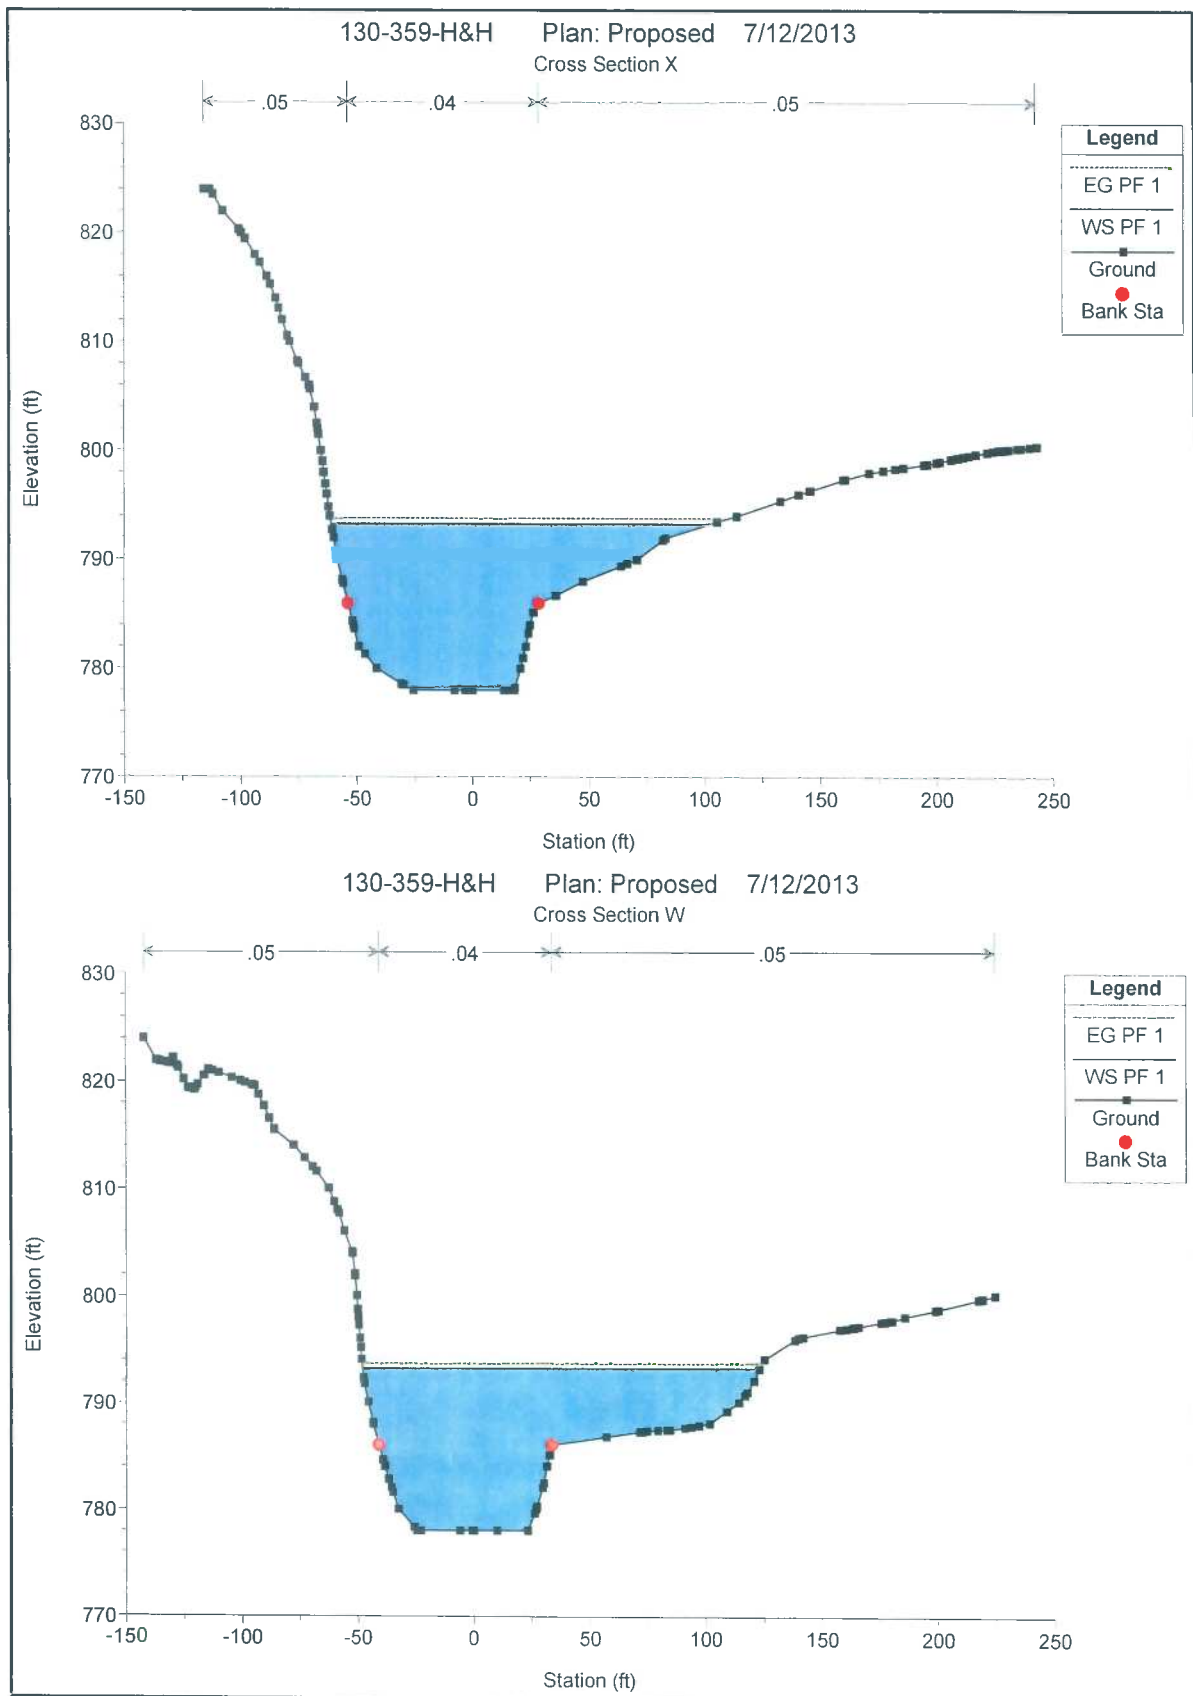 130-359-H&H Plan: Proposed 7/12/2013
Cross Section X
.05 .04 .05
830
820
810
800
790
780
770
Elevation (ft)
-150 -100 -50 0 50 100 150 200 250
Station (ft)
Legend
EG PF 1
WS PF 1
Ground
Bank Sta
130-359-H&H Plan: Proposed 7/12/2013
Cross Section W
.05 .04 .05
830
820
810
800
790
780
770
Elevation (ft)
-150 -100 -50 0 50 100 150 200 250
Station (ft)
Legend
EG PF 1
WS PF 1
Ground
Bank Sta